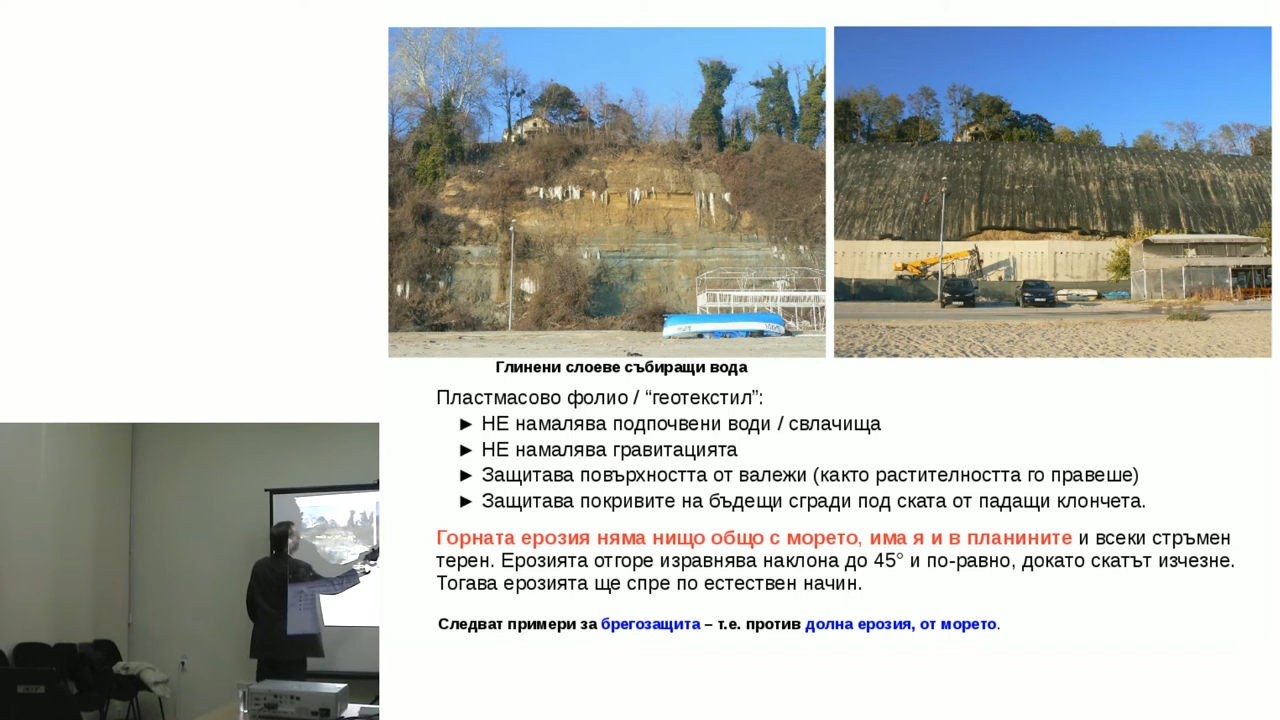 Глинени слоеве събиращи вода
Пластмасово фолио / “геотекстил”:
► НЕ намалява подпочвени води / свлачища
► НЕ намалява гравитацията
► Защитава повърхността от валежи (както растителността го правеше)
► Защитава покривите на бъдещи сгради под ската от падащи клончета.
Горната ерозия няма нищо общо с морето, има я и в планините и всеки стръмен
терен. Ерозията отгоре изравнява наклона до 45° и по-равно, докато скатът изчезне.
Тогава ерозията ще спре по естествен начин.
Следват примери за брегозащита – т.е. против долна ерозия, от морето.